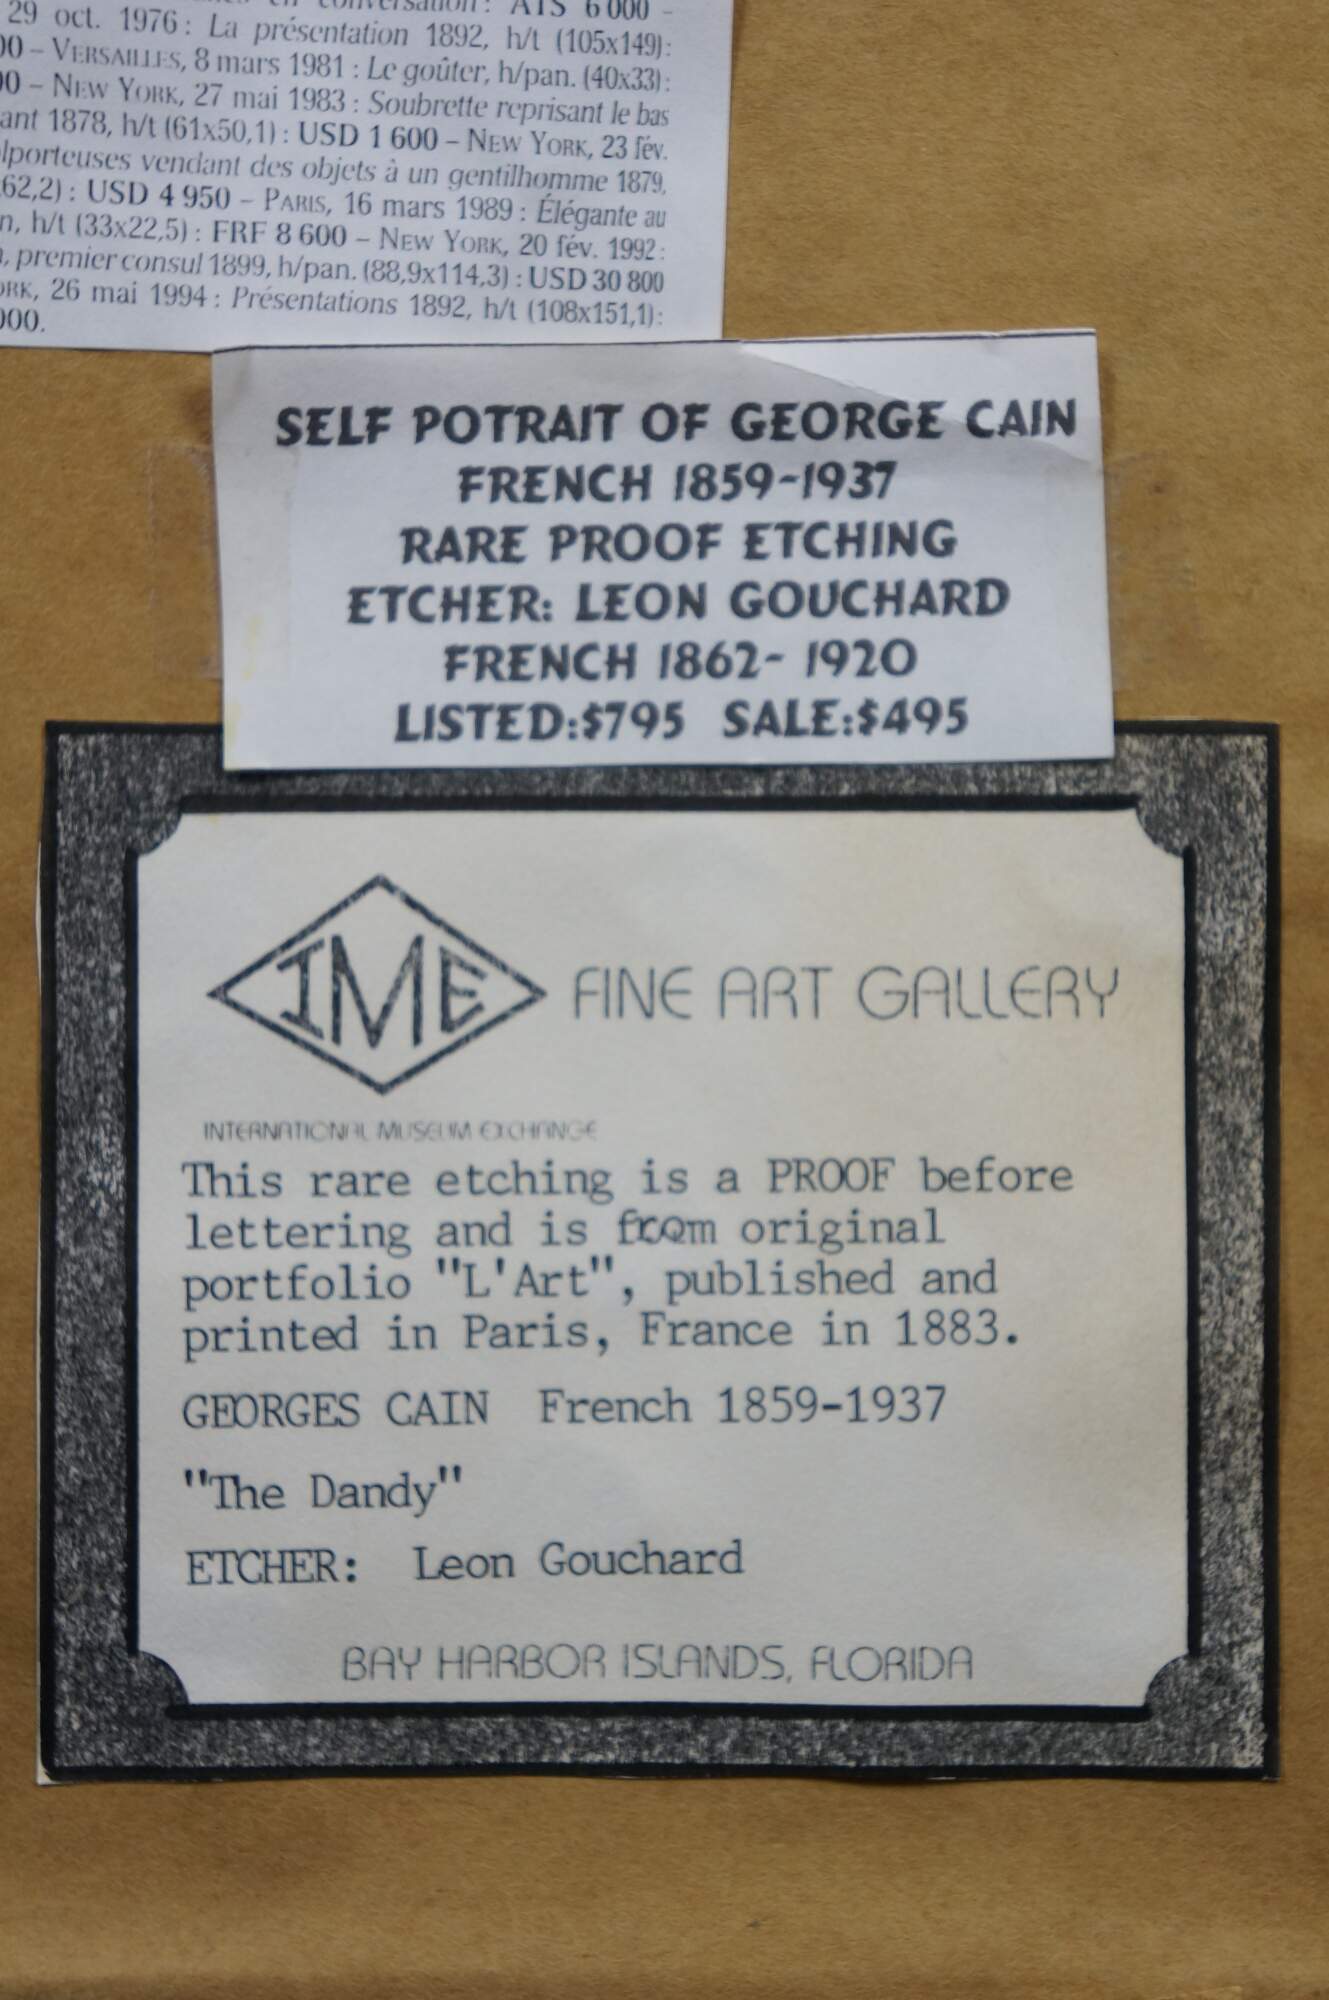 en conversation : ATS 6 000 –
29 oct. 1976 : La présentation 1892, h/t (105x149) :
00 – VERSAILLES, 8 mars 1981 : Le goûter, h/pan. (40x33) :
00 – NEW YORK, 27 mai 1983 : Soubrette reprisant le bas
ant 1878, h/t (61x50,1) : USD 1 600 – NEW YORK, 23 fév.
lporteuses vendant des objets à un gentilhomme 1879,
62,2) : USD 4 950 – PARIS, 16 mars 1989 : Élégante au
n, h/t (33x22,5) : FRF 8 600 – NEW YORK, 20 fév. 1992 :
, premier consul 1899, h/pan. (88,9x114,3) : USD 30 800
ORK, 26 mai 1994 : Présentations 1892, h/t (108x151,1) :
000.
SELF POTRAIT OF GEORGE CAIN
FRENCH 1859-1937
RARE PROOF ETCHING
ETCHER: LEON GOUCHARD
FRENCH 1862- 1920
LISTED:$795 SALE:$495
IME FINE ART GALLERY
INTERNATIONAL MUSEUM EXCHANGE
This rare etching is a PROOF before
lettering and is from original
portfolio "L'Art", published and
printed in Paris, France in 1883.
GEORGES CAIN French 1859-1937
"The Dandy"
ETCHER: Leon Gouchard
BAY HARBOR ISLANDS, FLORIDA